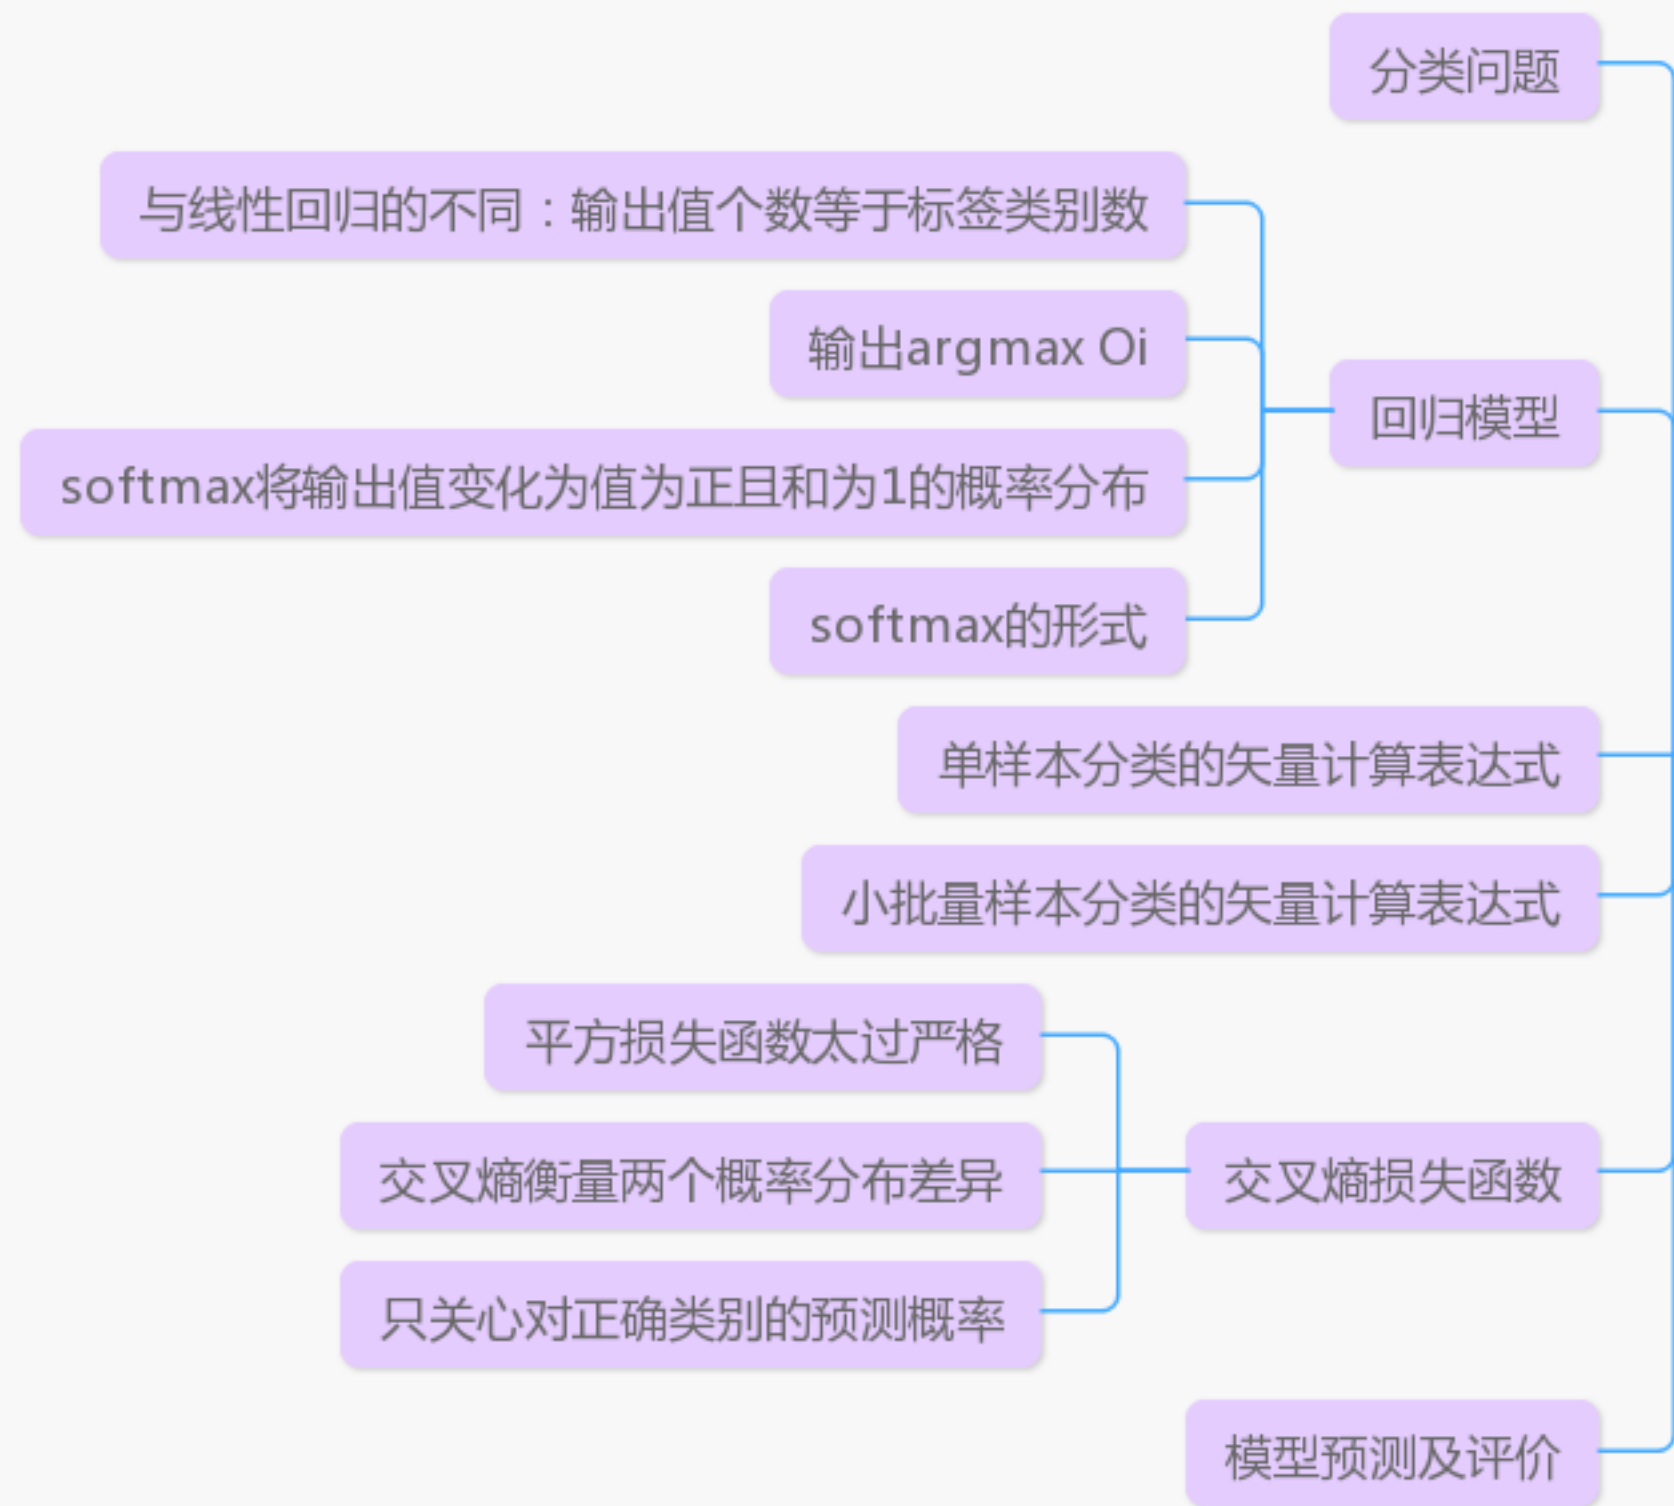 分类问题
与线性回归的不同：输出值个数等于标签类别数
输出argmax Oi
回归模型
softmax将输出值变化为值为正且和为1的概率分布
softmax的形式
单样本分类的矢量计算表达式
小批量样本分类的矢量计算表达式
平方损失函数太过严格
交叉熵衡量两个概率分布差异
交叉熵损失函数
只关心对正确类别的预测概率
模型预测及评价